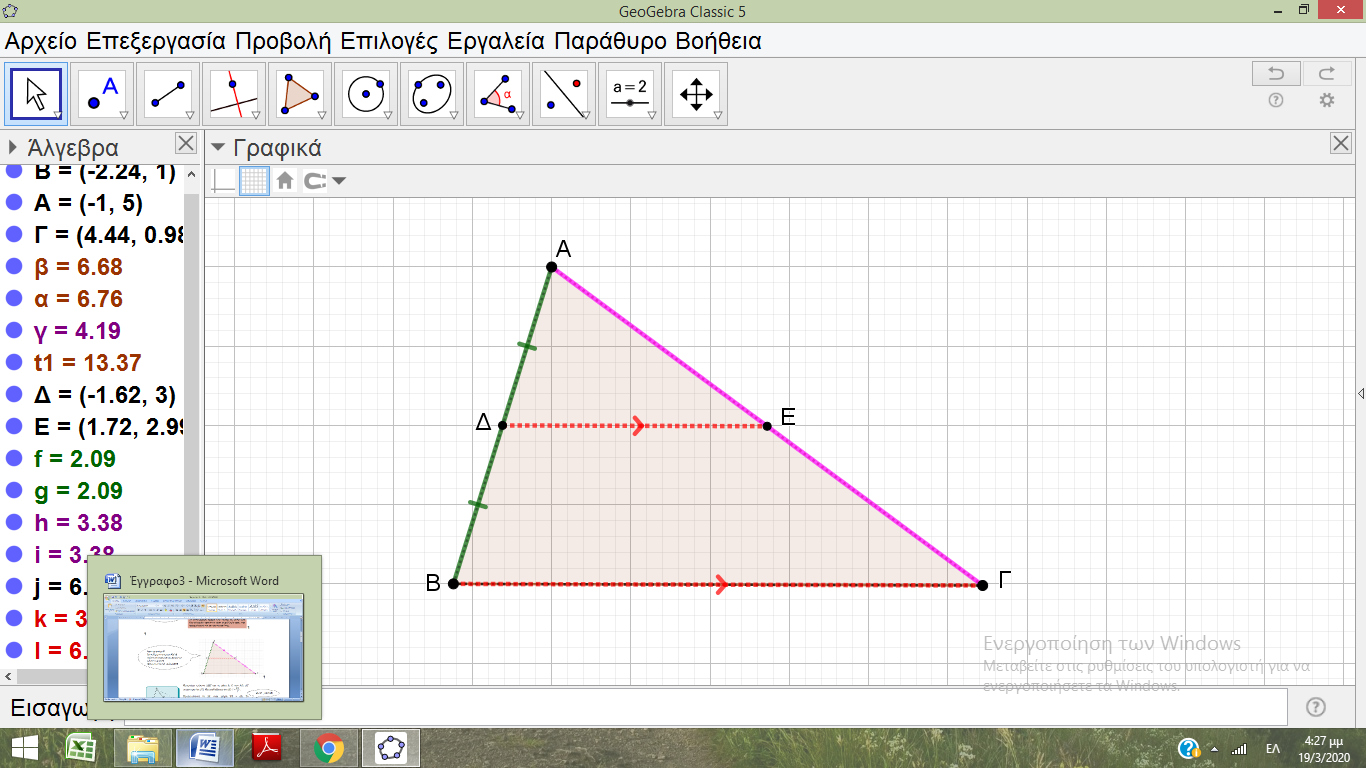 GeoGebra Classic 5
Αρχείο Επεξεργασία Προβολή Επιλογές Εργαλεία Παράθυρο Βοήθεια
A
α
a = 2
Άλγεβρα
Γραφικά
B = (-2.24, 1)
A = (-1, 5)
Γ = (4.44, 0.98
β = 6.68
α = 6.76
γ = 4.19
t1 = 13.37
Δ = (-1.62, 3)
E = (1.72, 2.99
f = 2.09
g = 2.09
h = 3.38
i = 3.38
j = 6.
k = 3
l = 6.
A
Δ
E
B
Γ
Έγγραφο3 - Microsoft Word
Ενεργοποίηση των Windows
Μεταβείτε στις ρυθμίσεις του υπολογιστή για να
ενεργοποιήσετε τα Windows.
Εισαγωγ
ΕΛ
4:27 μμ
19/3/2020